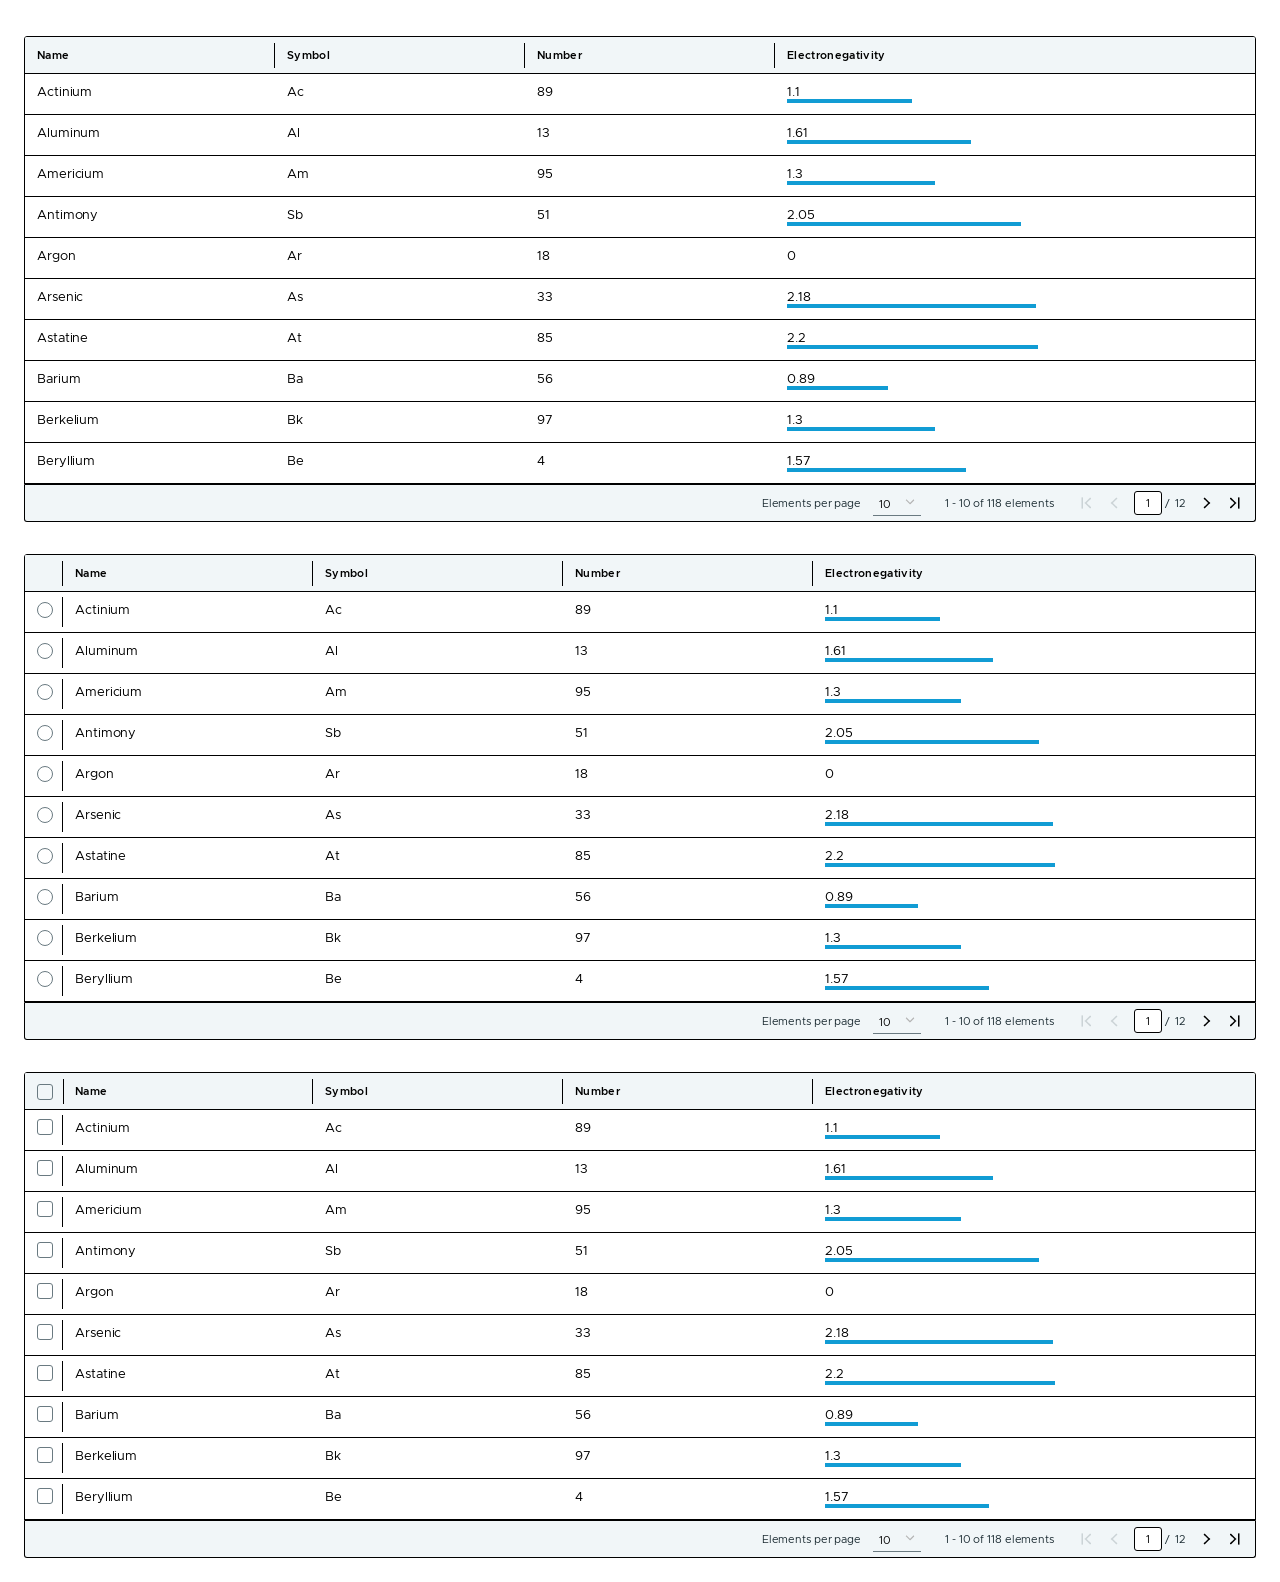 Name Symbol Number Electronegativity
Actinium Ac 89 1.1
Aluminum Al 13 1.61
Americium Am 95 1.3
Antimony Sb 51 2.05
Argon Ar 18 0
Arsenic As 33 2.18
Astatine At 85 2.2
Barium Ba 56 0.89
Berkelium Bk 97 1.3
Beryllium Be 4 1.57
Elements per page 10 1 - 10 of 118 elements 1 / 12
Name Symbol Number Electronegativity
Actinium Ac 89 1.1
Aluminum Al 13 1.61
Americium Am 95 1.3
Antimony Sb 51 2.05
Argon Ar 18 0
Arsenic As 33 2.18
Astatine At 85 2.2
Barium Ba 56 0.89
Berkelium Bk 97 1.3
Beryllium Be 4 1.57
Elements per page 10 1 - 10 of 118 elements 1 / 12
Name Symbol Number Electronegativity
Actinium Ac 89 1.1
Aluminum Al 13 1.61
Americium Am 95 1.3
Antimony Sb 51 2.05
Argon Ar 18 0
Arsenic As 33 2.18
Astatine At 85 2.2
Barium Ba 56 0.89
Berkelium Bk 97 1.3
Beryllium Be 4 1.57
Elements per page 10 1 - 10 of 118 elements 1 / 12